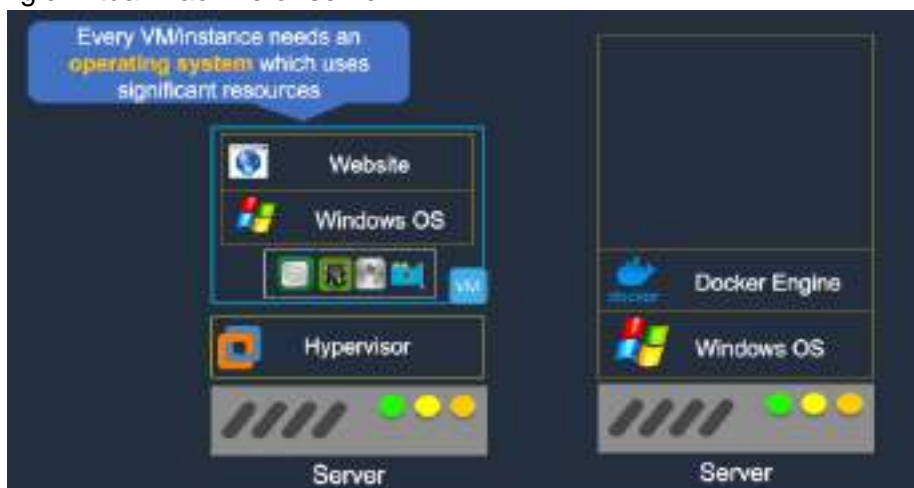 Every VM/instance needs an
operating system which uses
significant resources
Website
Windows OS
VM
Hypervisor
Server
docker
Docker Engine
Windows OS
Server